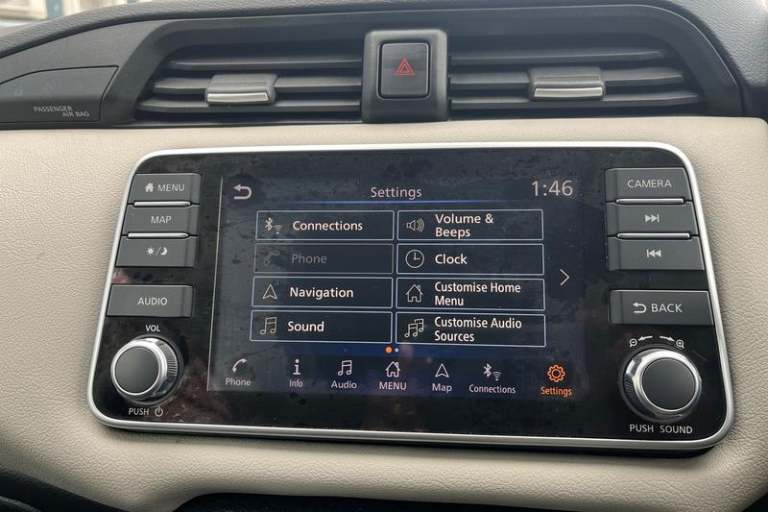 PASSENGER
AIR BAG
MENU
MAP
AUDIO
VOL
PUSH
Settings
1:46
Connections
Volume &
Beeps
Phone
Clock
Navigation
Customise Home
Menu
Sound
Customise Audio
Sources
Phone
Info
Audio
MENU
Map
Connections
Settings
CAMERA
BACK
PUSH SOUND